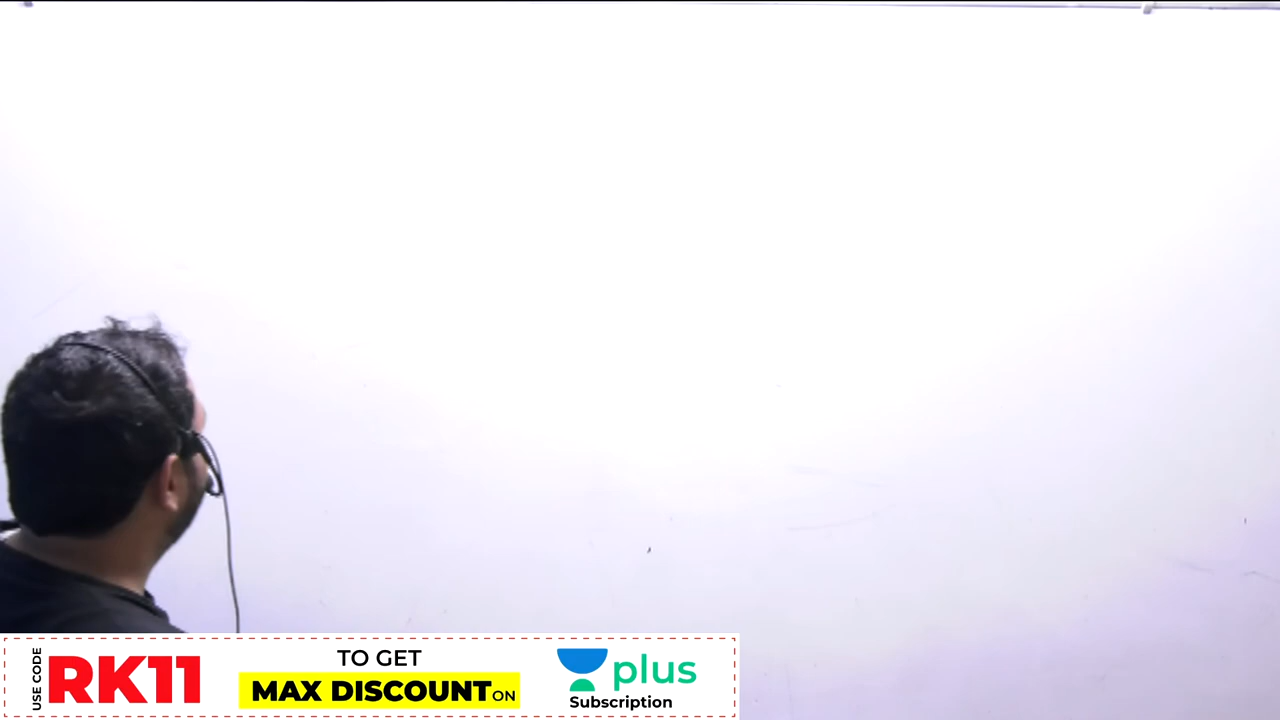 USE CODE
RK11
TO GET
MAX DISCOUNT ON
plus
Subscription